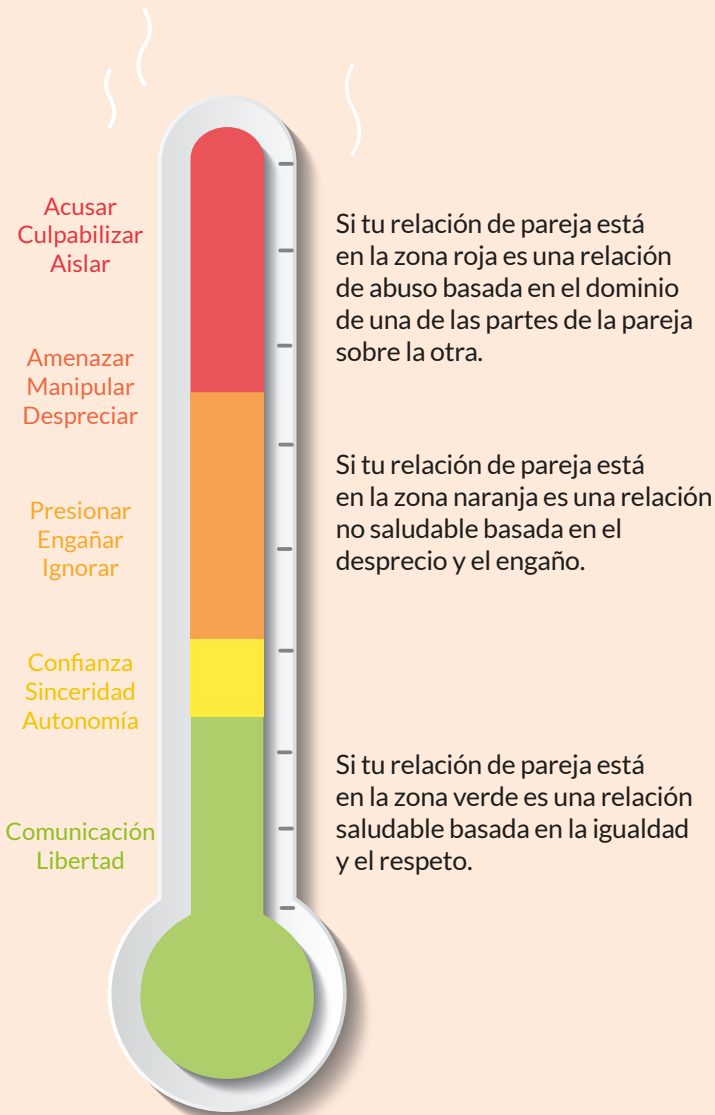 Acusar
Culpabilizar
Aislar
Si tu relación de pareja está
en la zona roja es una relación
de abuso basada en el dominio
de una de las partes de la pareja
sobre la otra.
Amenazar
Manipular
Despreciar
Si tu relación de pareja está
en la zona naranja es una relación
no saludable basada en el
desprecio y el engaño.
Presionar
Engañar
Ignorar
Confianza
Sinceridad
Autonomía
Si tu relación de pareja está
en la zona verde es una relación
saludable basada en la igualdad
y el respeto.
Comunicación
Libertad